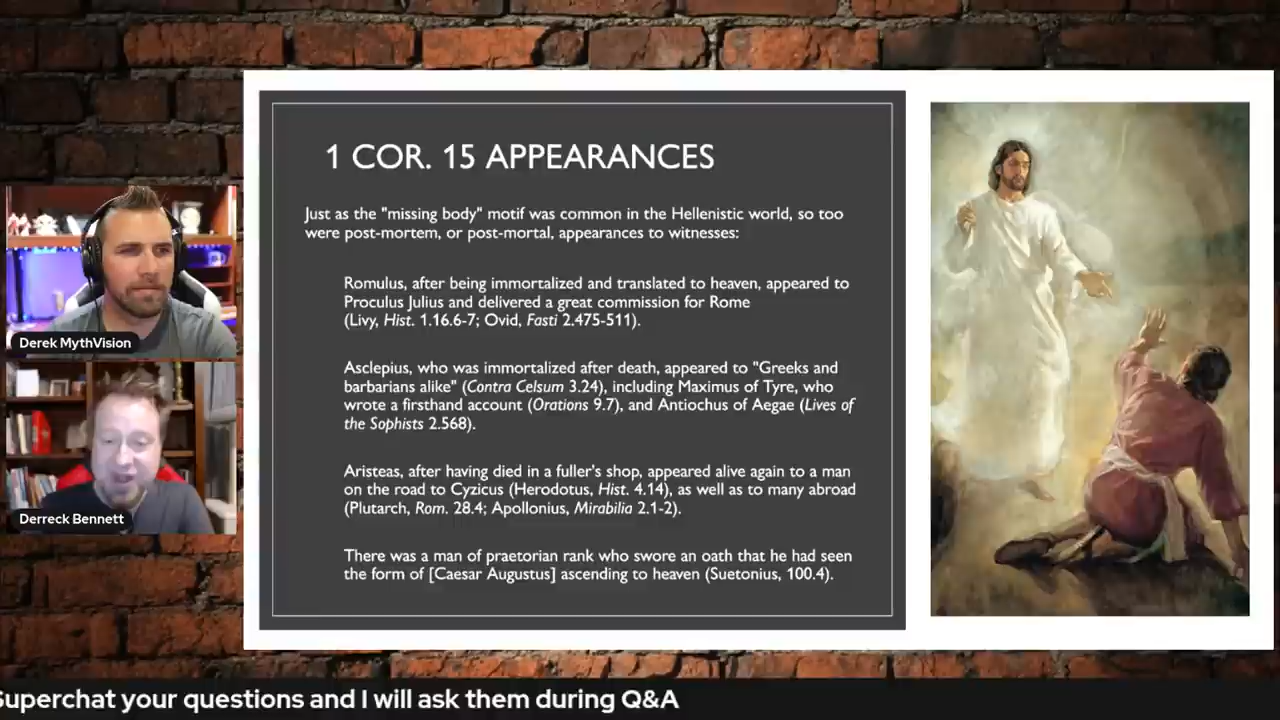 1 COR. 15 APPEARANCES
Just as the "missing body" motif was common in the Hellenistic world, so too
were post-mortem, or post-mortal, appearances to witnesses:
Romulus, after being immortalized and translated to heaven, appeared to
Proculus Julius and delivered a great commission for Rome
(Livy, Hist. 1.16.6-7; Ovid, Fasti 2.475-511).
Asclepius, who was immortalized after death, appeared to "Greeks and
barbarians alike" (Contra Celsum 3.24), including Maximus of Tyre, who
wrote a firsthand account (Orations 9.7), and Antiochus of Aegae (Lives of
the Sophists 2.568).
Aristeas, after having died in a fuller's shop, appeared alive again to a man
on the road to Cyzicus (Herodotus, Hist. 4.14), as well as to many abroad
(Plutarch, Rom. 28.4; Apollonius, Mirabilia 2.1-2).
There was a man of praetorian rank who swore an oath that he had seen
the form of [Caesar Augustus] ascending to heaven (Suetonius, 100.4).
Derek MythVision
Derreck Bennett
Superchat your questions and I will ask them during Q&A